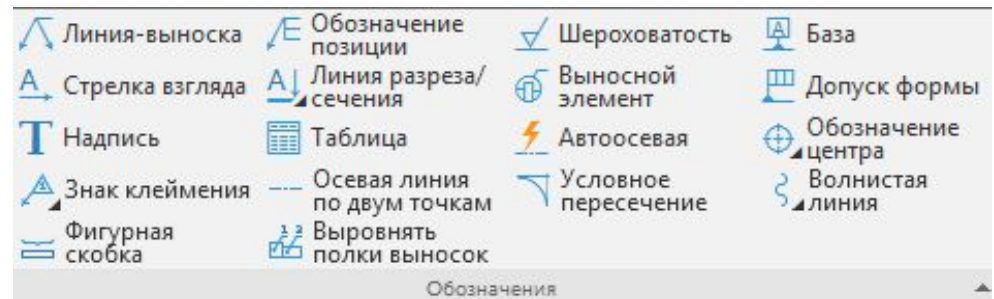 Линия-выноска
Обозначение
позиции
Шероховатость
База
Стрелка взгляда
Линия разреза/
сечения
Выносной
элемент
Допуск формы
Надпись
Таблица
Автоосевая
Обозначение
центра
Знак клеймения
Осевая линия
по двум точкам
Условное
пересечение
Волнистая
линия
Фигурная
скобка
Выровнять
полки выносок
Обозначения